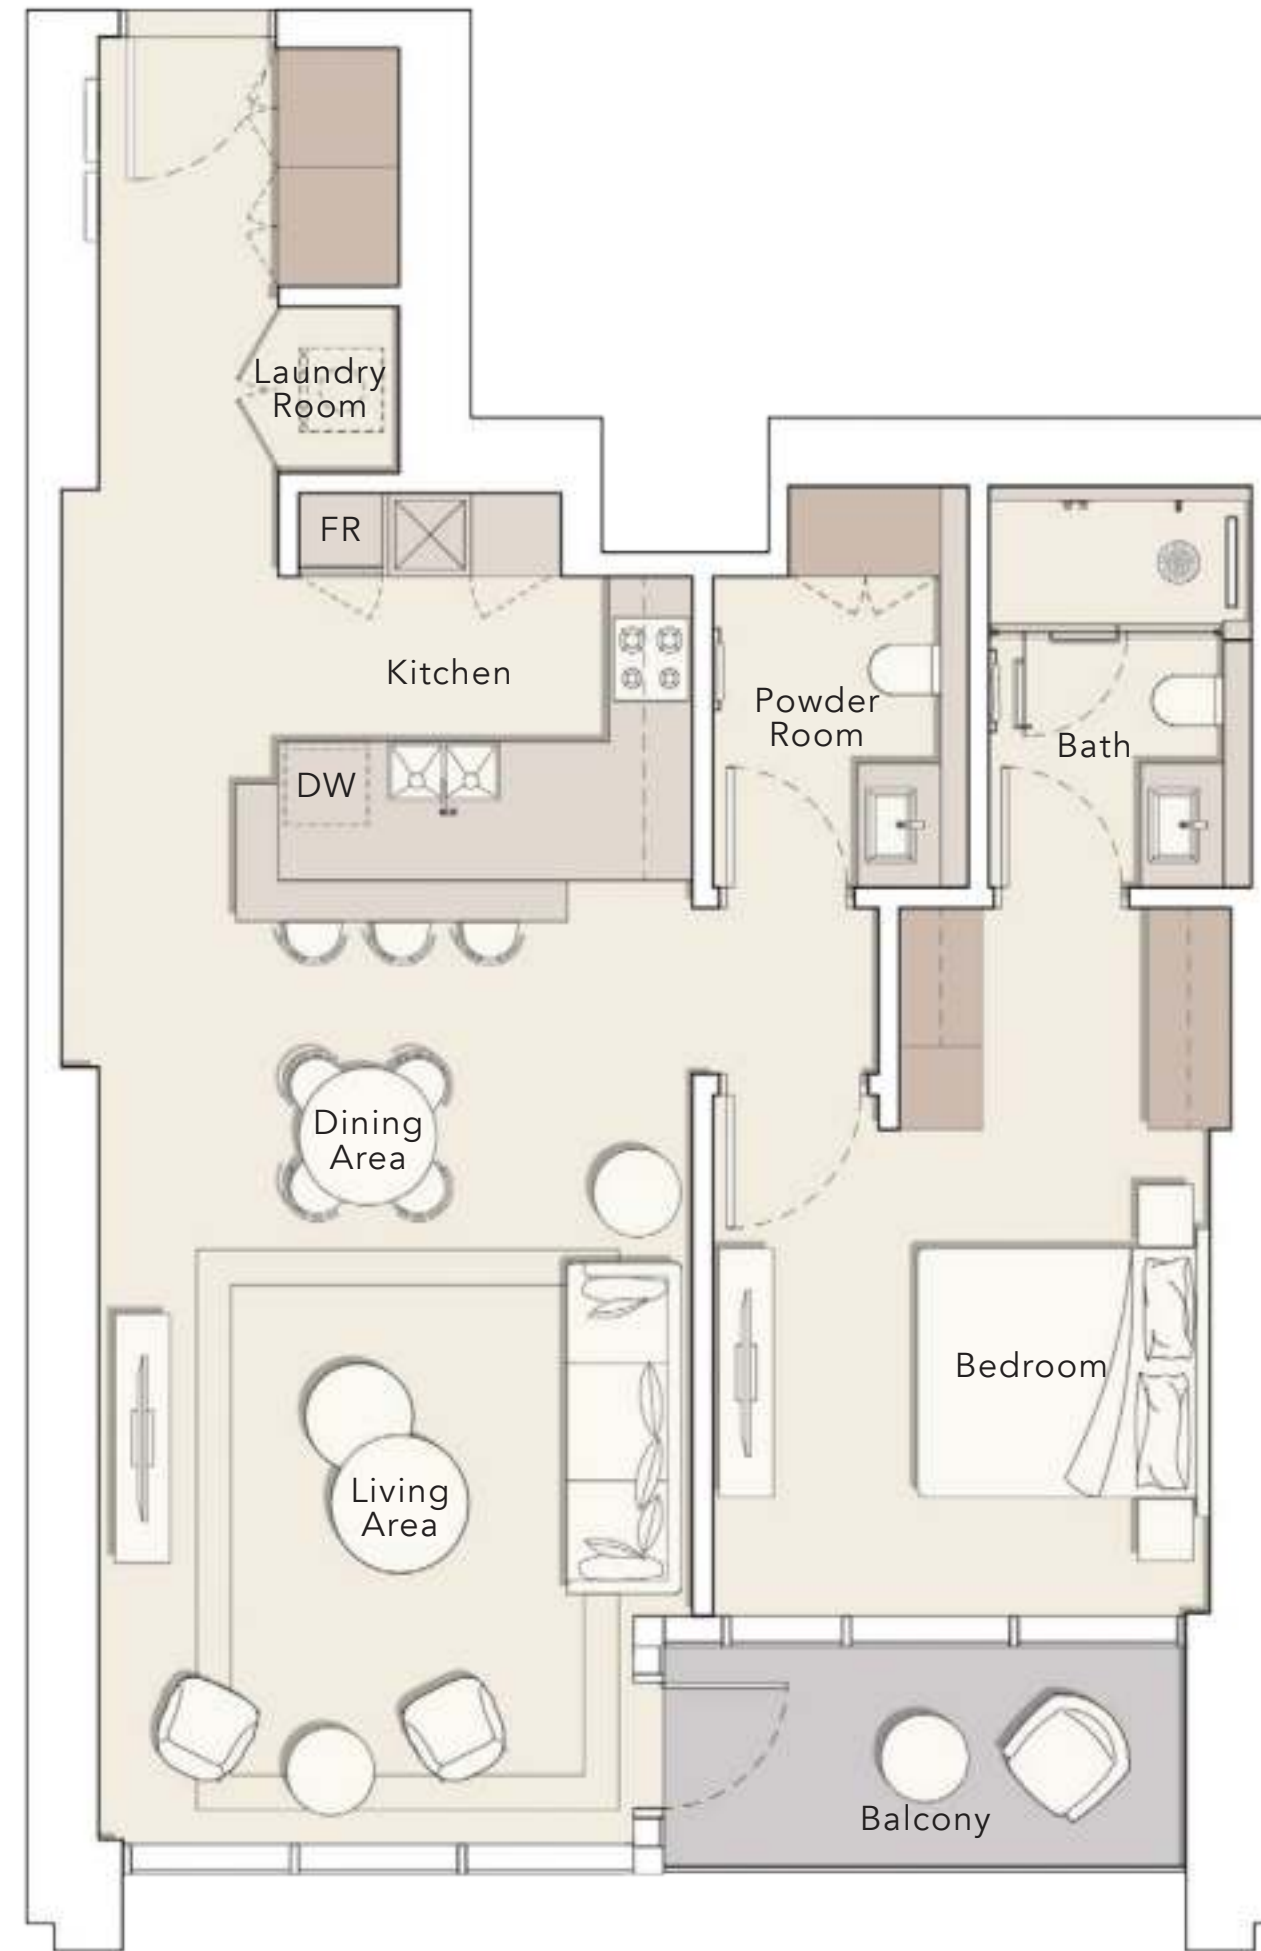 Laundry
Room
FR
Kitchen
Powder
Room
Bath
DW
Dining
Area
Bedroom
Living
Area
Balcony